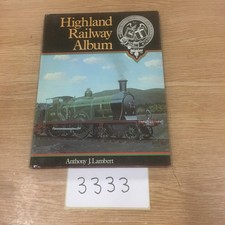 Highland
Railway
Album
Anthony J. Lambert
3333